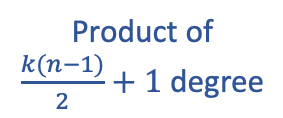 Product of
k(n−1)
2
+ 1 degree